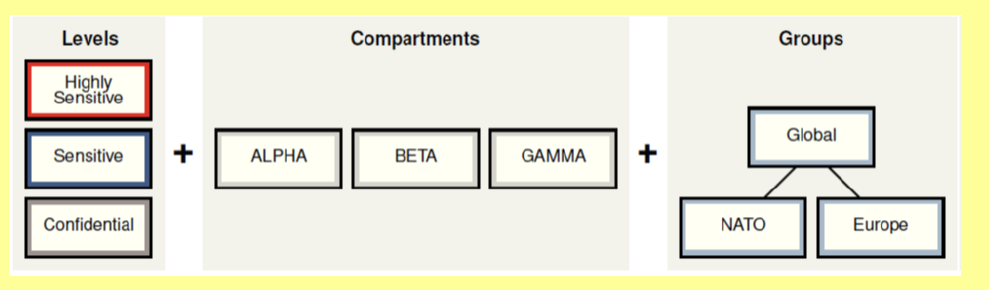 Levels
Highly
Sensitive
Sensitive
Confidential
+
Compartments
ALPHA
BETA
GAMMA
+
Groups
Global
NATO
Europe